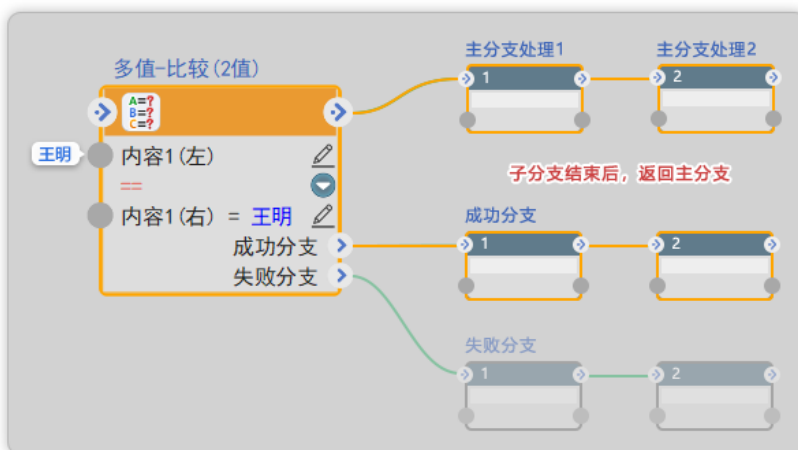 多值-比较(2值)
主分支处理1
主分支处理2
1
2
A=?
B=?
C=?
王明
内容1(左)
==
内容1(右) = 王明
子分支结束后，返回主分支
成功分支
失败分支
成功分支
1
2
失败分支
1
2